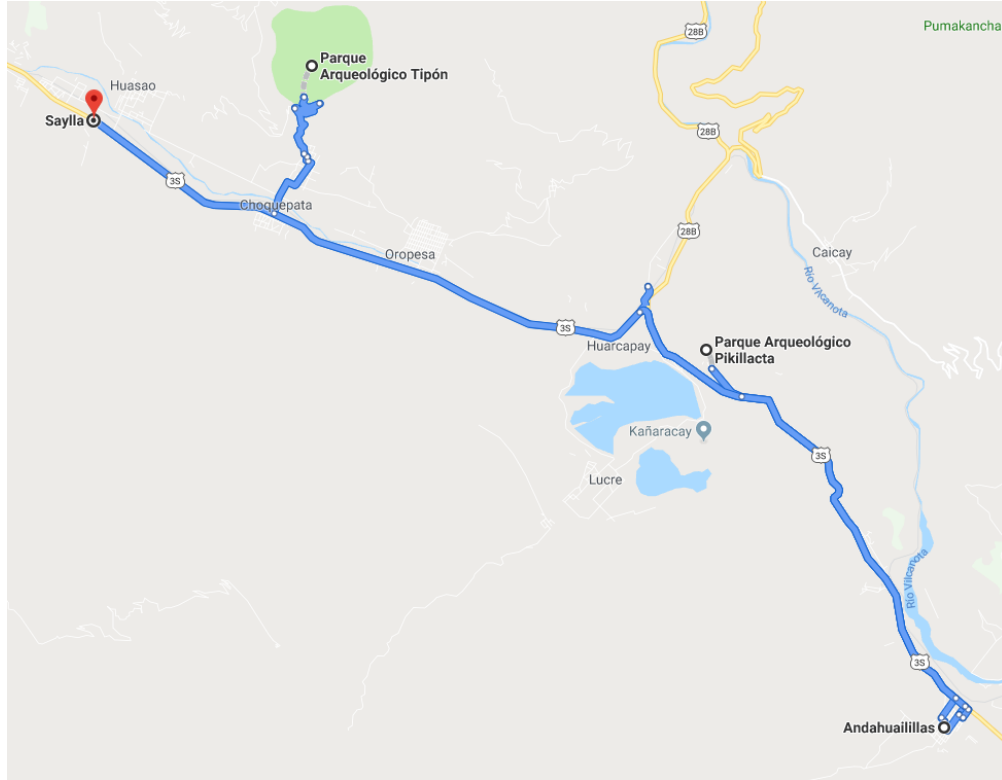 Pumakancha
28B
Parque
Arqueológico Tipón
Huasao
Saylla
28B
3S
Choquepata
28B
Oropesa
Caicay
Río Vilcanota
3S
Huarcapay
Parque Arqueológico
Pikillacta
Kañaracay
3S
Lucre
Río Vilcanota
3S
Andahuailillas